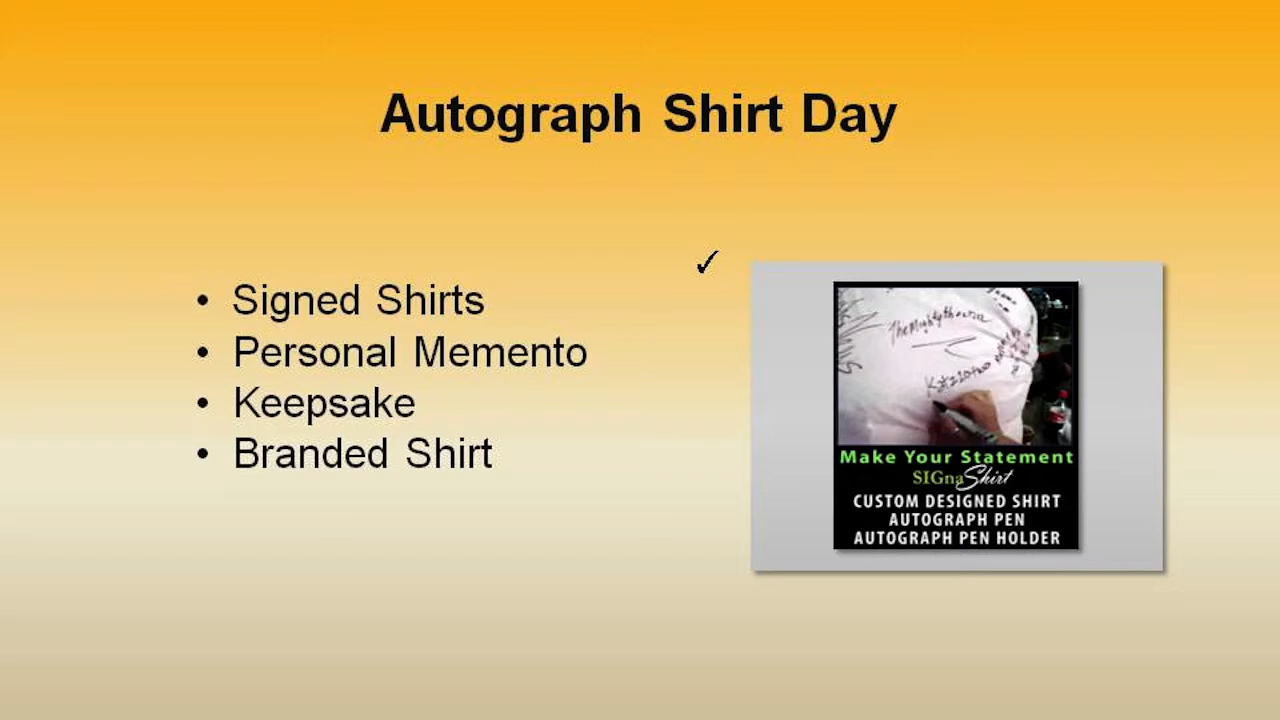 Autograph Shirt Day
• Signed Shirts
• Personal Memento
• Keepsake
• Branded Shirt
✓
Make Your Statement
SIGnaShirt
CUSTOM DESIGNED SHIRT
AUTOGRAPH PEN
AUTOGRAPH PEN HOLDER